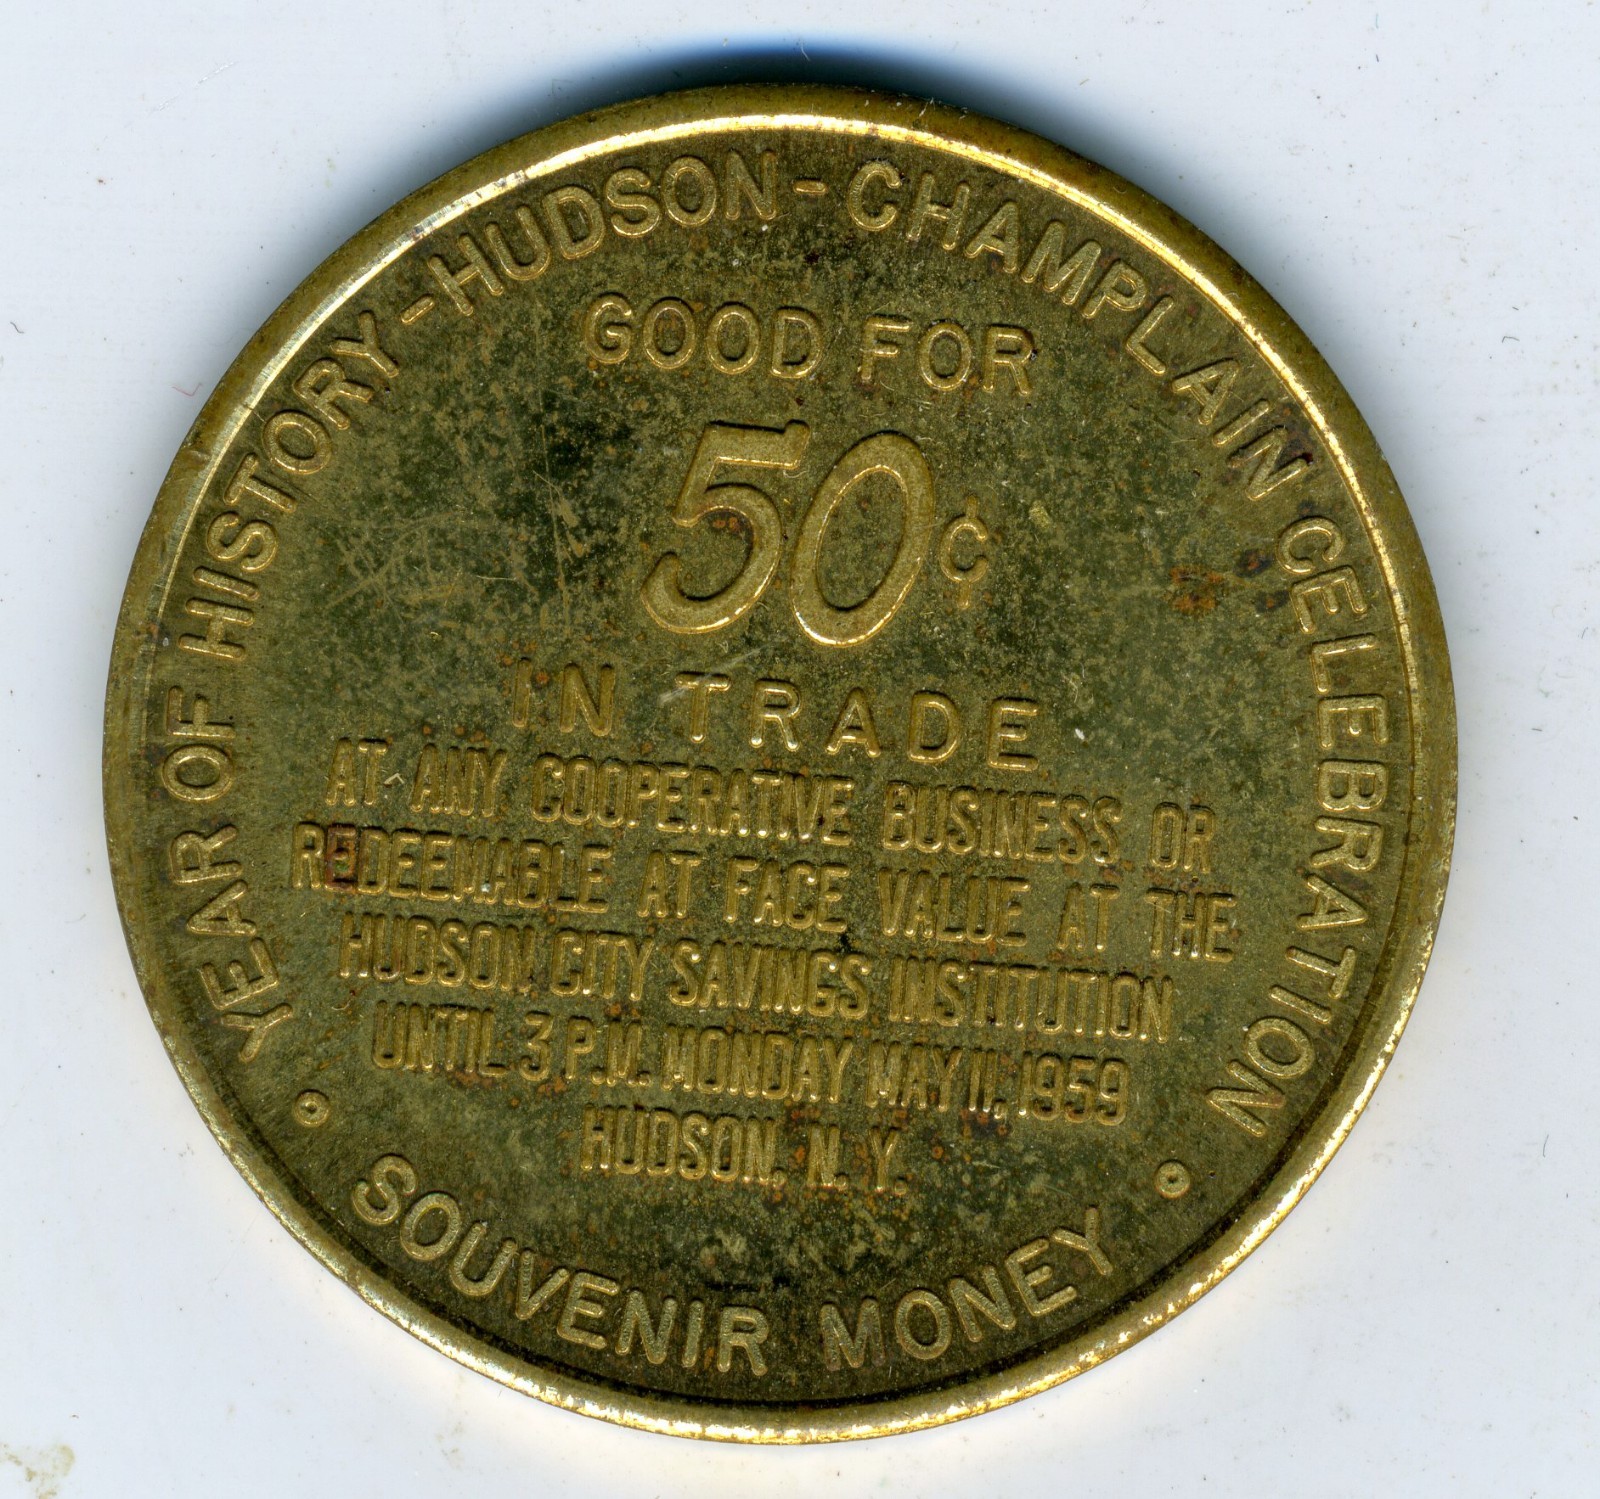 YEAR OF HISTORY-HUDSON-CHAMPLAIN CELEBRATION
GOOD FOR
50¢
IN TRADE
AT ANY COOPERATIVE BUSINESS OR
REDEEMABLE AT FACE VALUE AT THE
HUDSON CITY SAVINGS INSTITUTION
UNTIL 3 P.M. MONDAY MAY 11, 1959
HUDSON, N.Y.
SOUVENIR MONEY